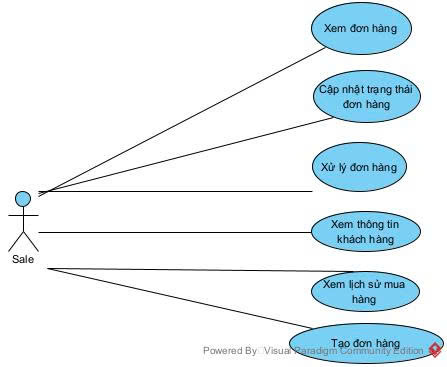 Xem đơn hàng
Cập nhật trạng thái
đơn hàng
Xử lý đơn hàng
Sale
Xem thông tin
khách hàng
Xem lịch sử mua
hàng
Tạo đơn hàng
Powered By: Visual Paradigm Community Edition